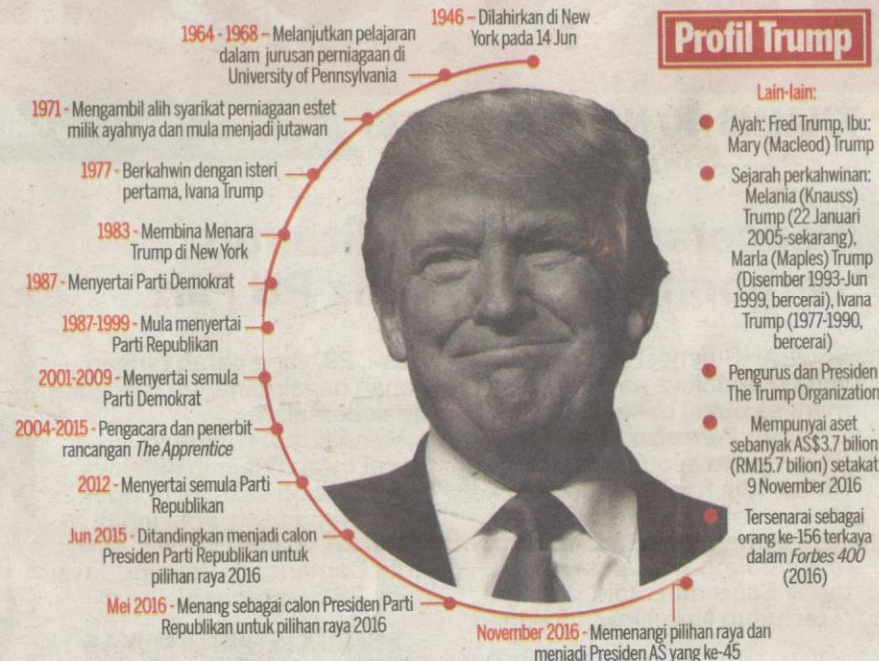 1946 - Dilahirkan di New
York pada 14 Jun
1964 - 1968 - Melanjutkan pelajaran
dalam jurusan perniagaan di
University of Pennsylvania
1971 - Mengambil alih syarikat perniagaan estet
milik ayahnya dan mula menjadi jutawan
1977 - Berkahwin dengan isteri
pertama, Ivana Trump
1983 - Membina Menara
Trump di New York
1987 - Menyertai Parti Demokrat
1987-1999 - Mula menyertai
Parti Republikan
2001-2009 - Menyertai semula
Parti Demokrat
2004-2015 - Pengacara dan penerbit
rancangan The Apprentice
2012 - Menyertai semula Parti
Republikan
Jun 2015 - Ditandingkan menjadi calon
Presiden Parti Republikan untuk
pilihan raya 2016
Mei 2016 - Menang sebagai calon Presiden Parti
Republikan untuk pilihan raya 2016
November 2016 - Memenangi pilihan raya dan
menjadi Presiden AS yang ke-45
Profil Trump
Lain-lain:
Ayah: Fred Trump, Ibu:
Mary (Macleod) Trump
Sejarah perkahwinan:
Melania (Knauss)
Trump (22 Januari
2005-sekarang),
Marla (Maples) Trump
(Disember 1993-Jun
1999, bercerai), Ivana
Trump (1977-1990,
bercerai)
Pengurus dan Presiden
The Trump Organization
Mempunyai aset
sebanyak AS$3.7 bilion
(RM15.7 bilion) setakat
9 November 2016
Tersenarai sebagai
orang ke-156 terkaya
dalam Forbes 400
(2016)